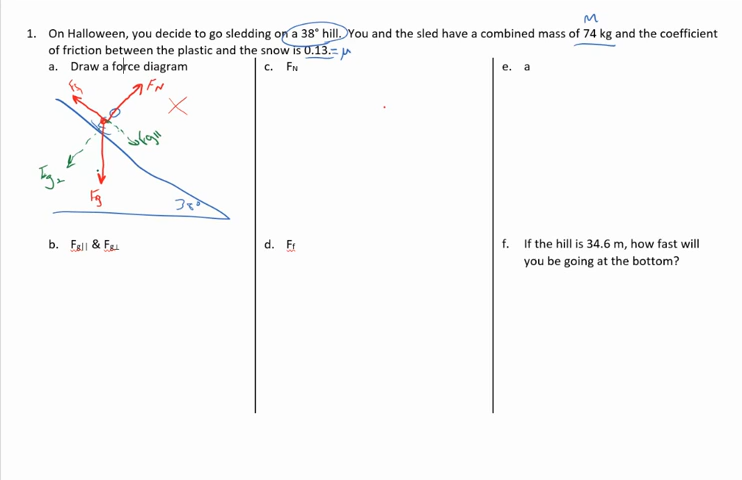 M
1. On Halloween, you decide to go sledding on a 38° hill. You and the sled have a combined mass of 74 kg and the coefficient
of friction between the plastic and the snow is 0.13. = μ
a. Draw a force diagram
c. FN
e. a
FN
Fg||
Fg⊥
Fg
38°
b. Fg|| & Fg⊥
d. Ff
f. If the hill is 34.6 m, how fast will
you be going at the bottom?